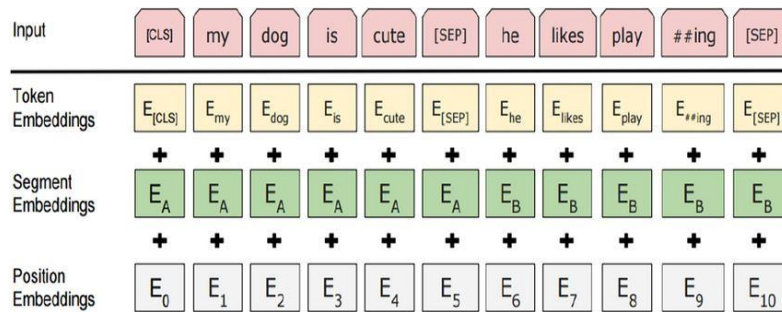 Input [CLS] my dog is cute [SEP] he likes play ##ing [SEP]
Token
Embeddings
E[CLS] Emy Edog Eis Ecute E[SEP] Ehe Elikes Eplay E##ing E[SEP]
+ + + + + + + + + + +
Segment
Embeddings
EA EA EA EA EA EA EB EB EB EB EB
+ + + + + + + + + + +
Position
Embeddings
E0 E1 E2 E3 E4 E5 E6 E7 E8 E9 E10